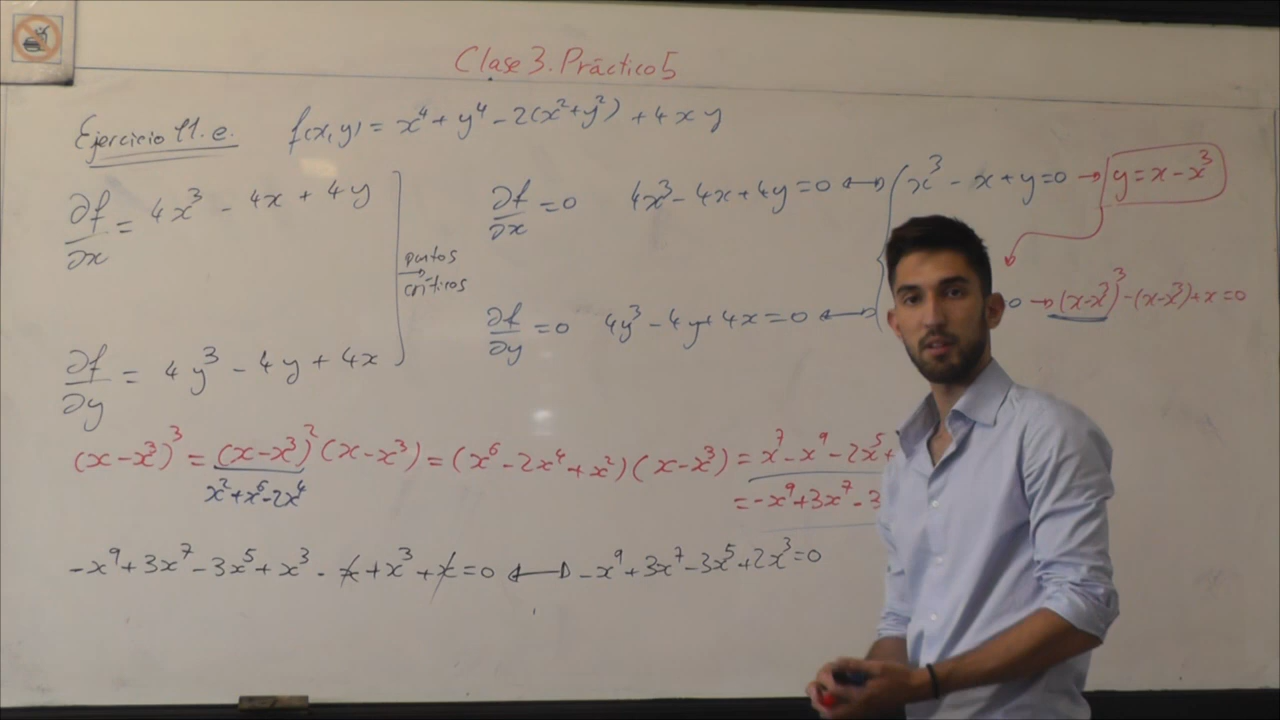 Clase 3. Práctico 5
Ejercicio 11.e. f(x,y) = x⁴ + y⁴ - 2(x² + y²) + 4xy
∂f/∂x = 4x³ - 4x + 4y
puntos
críticos
∂f/∂y = 4y³ - 4y + 4x
∂f/∂x = 0 4x³ - 4x + 4y = 0 ↔ { x³ - x + y = 0 → y = x - x³
∂f/∂y = 0 4y³ - 4y + 4x = 0 ↔ 0 → (x-x³)³ - (x-x³) + x = 0
(x - x³)³ = (x - x³)² (x - x³) = (x⁶ - 2x⁴ + x²)(x - x³) = x⁷ - x⁹ - 2x⁵ +
x² + x⁶ - 2x⁴
= -x⁹ + 3x⁷ - 3
-x⁹ + 3x⁷ - 3x⁵ + x³ - x + x³ + x = 0 ↔ -x⁹ + 3x⁷ - 3x⁵ + 2x³ = 0